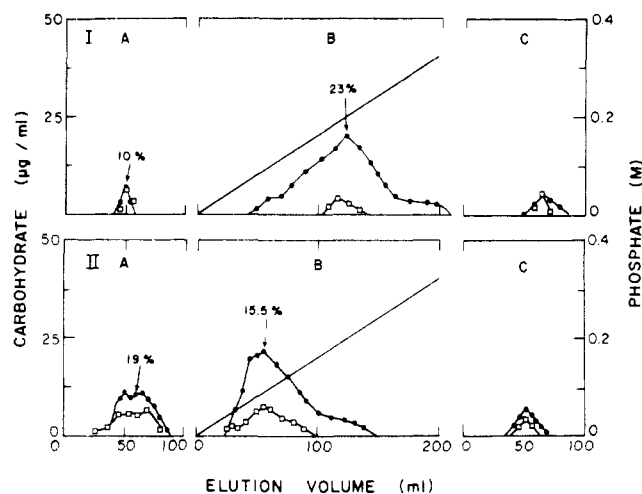 50
25
0
I
A
10 %
B
23 %
C
0.4
0.2
0
CARBOHYDRATE (µg / ml)
PHOSPHATE (M)
50
25
0
II
A
19 %
B
15.5 %
C
0.4
0.2
0
0 50 100 0 100 200 0 50 100
ELUTION VOLUME (ml)